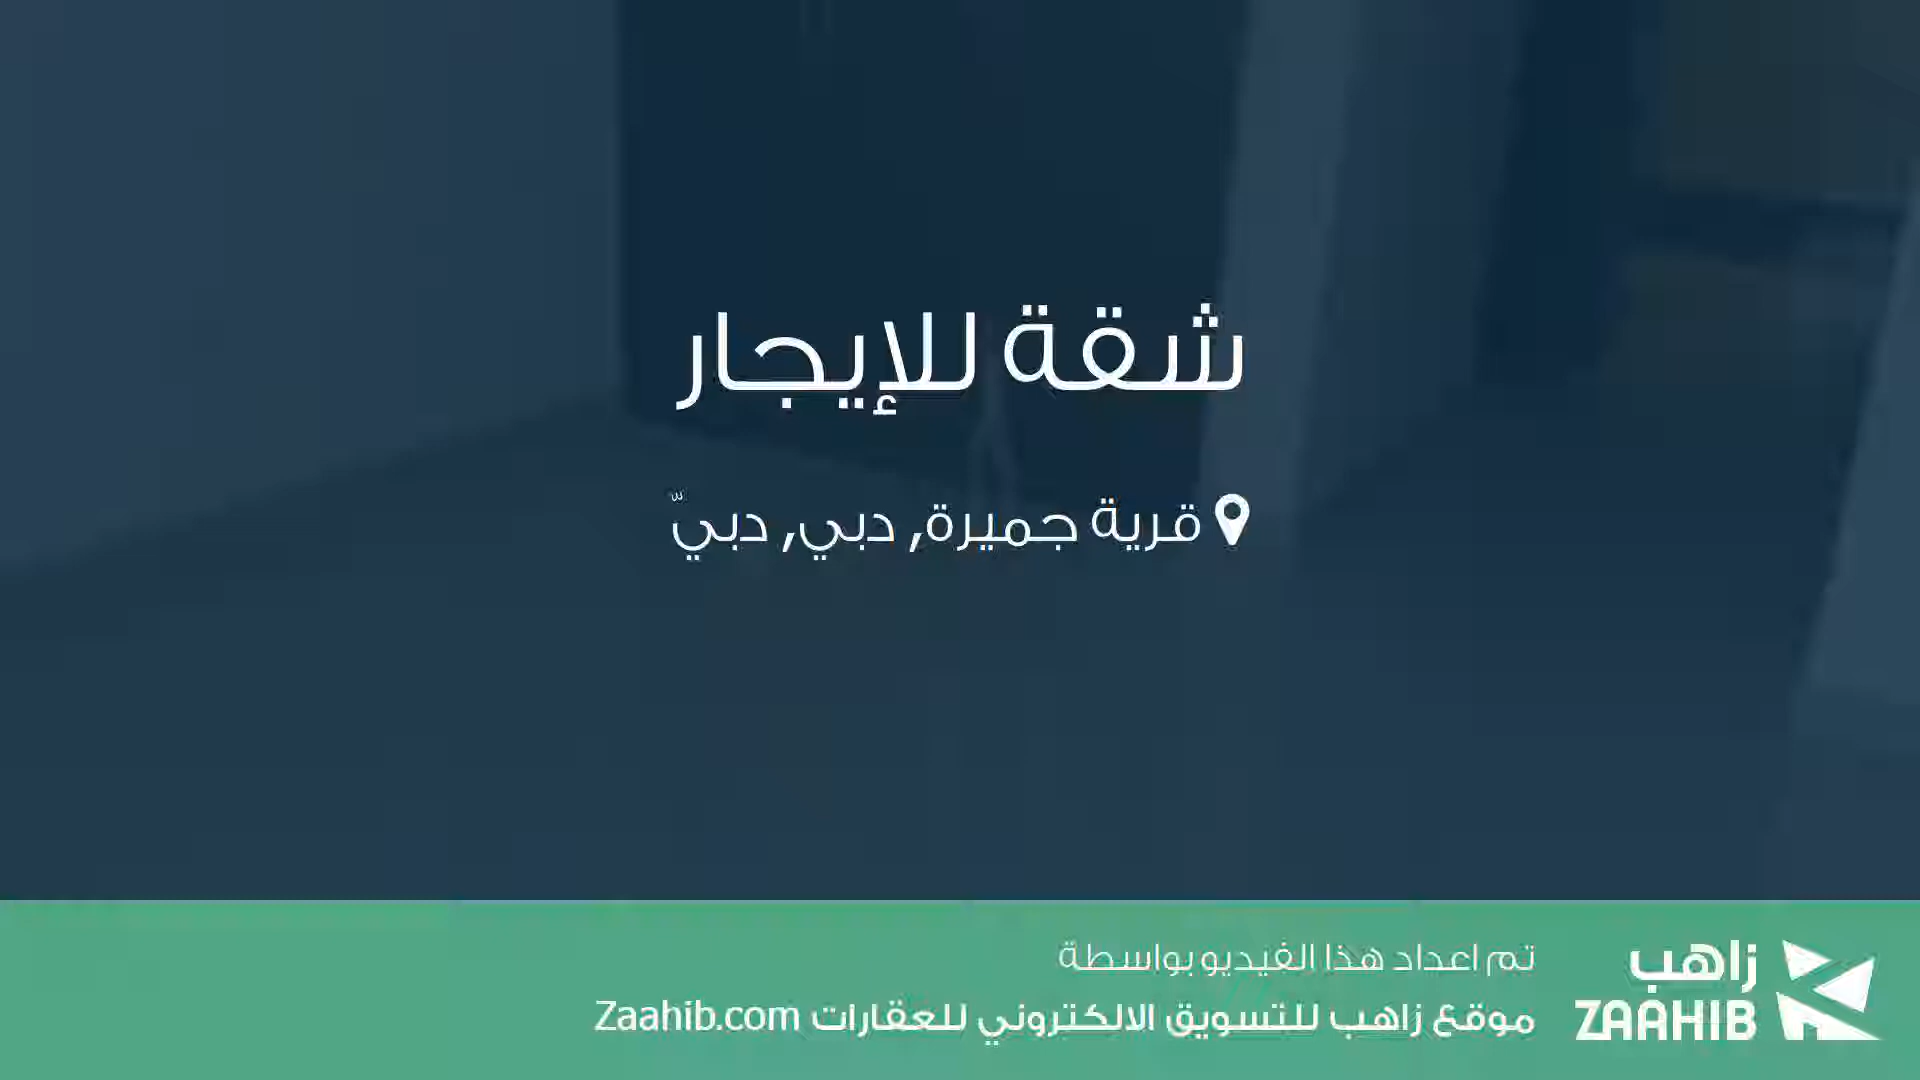 شقة للإيجار
قرية جميرة, دبي, دبيّ
تم اعداد هذا الفيديو بواسطة
موقع زاهب للتسويق الالكتروني للعقارات Zaahib.com
زاهب
ZAAHIB